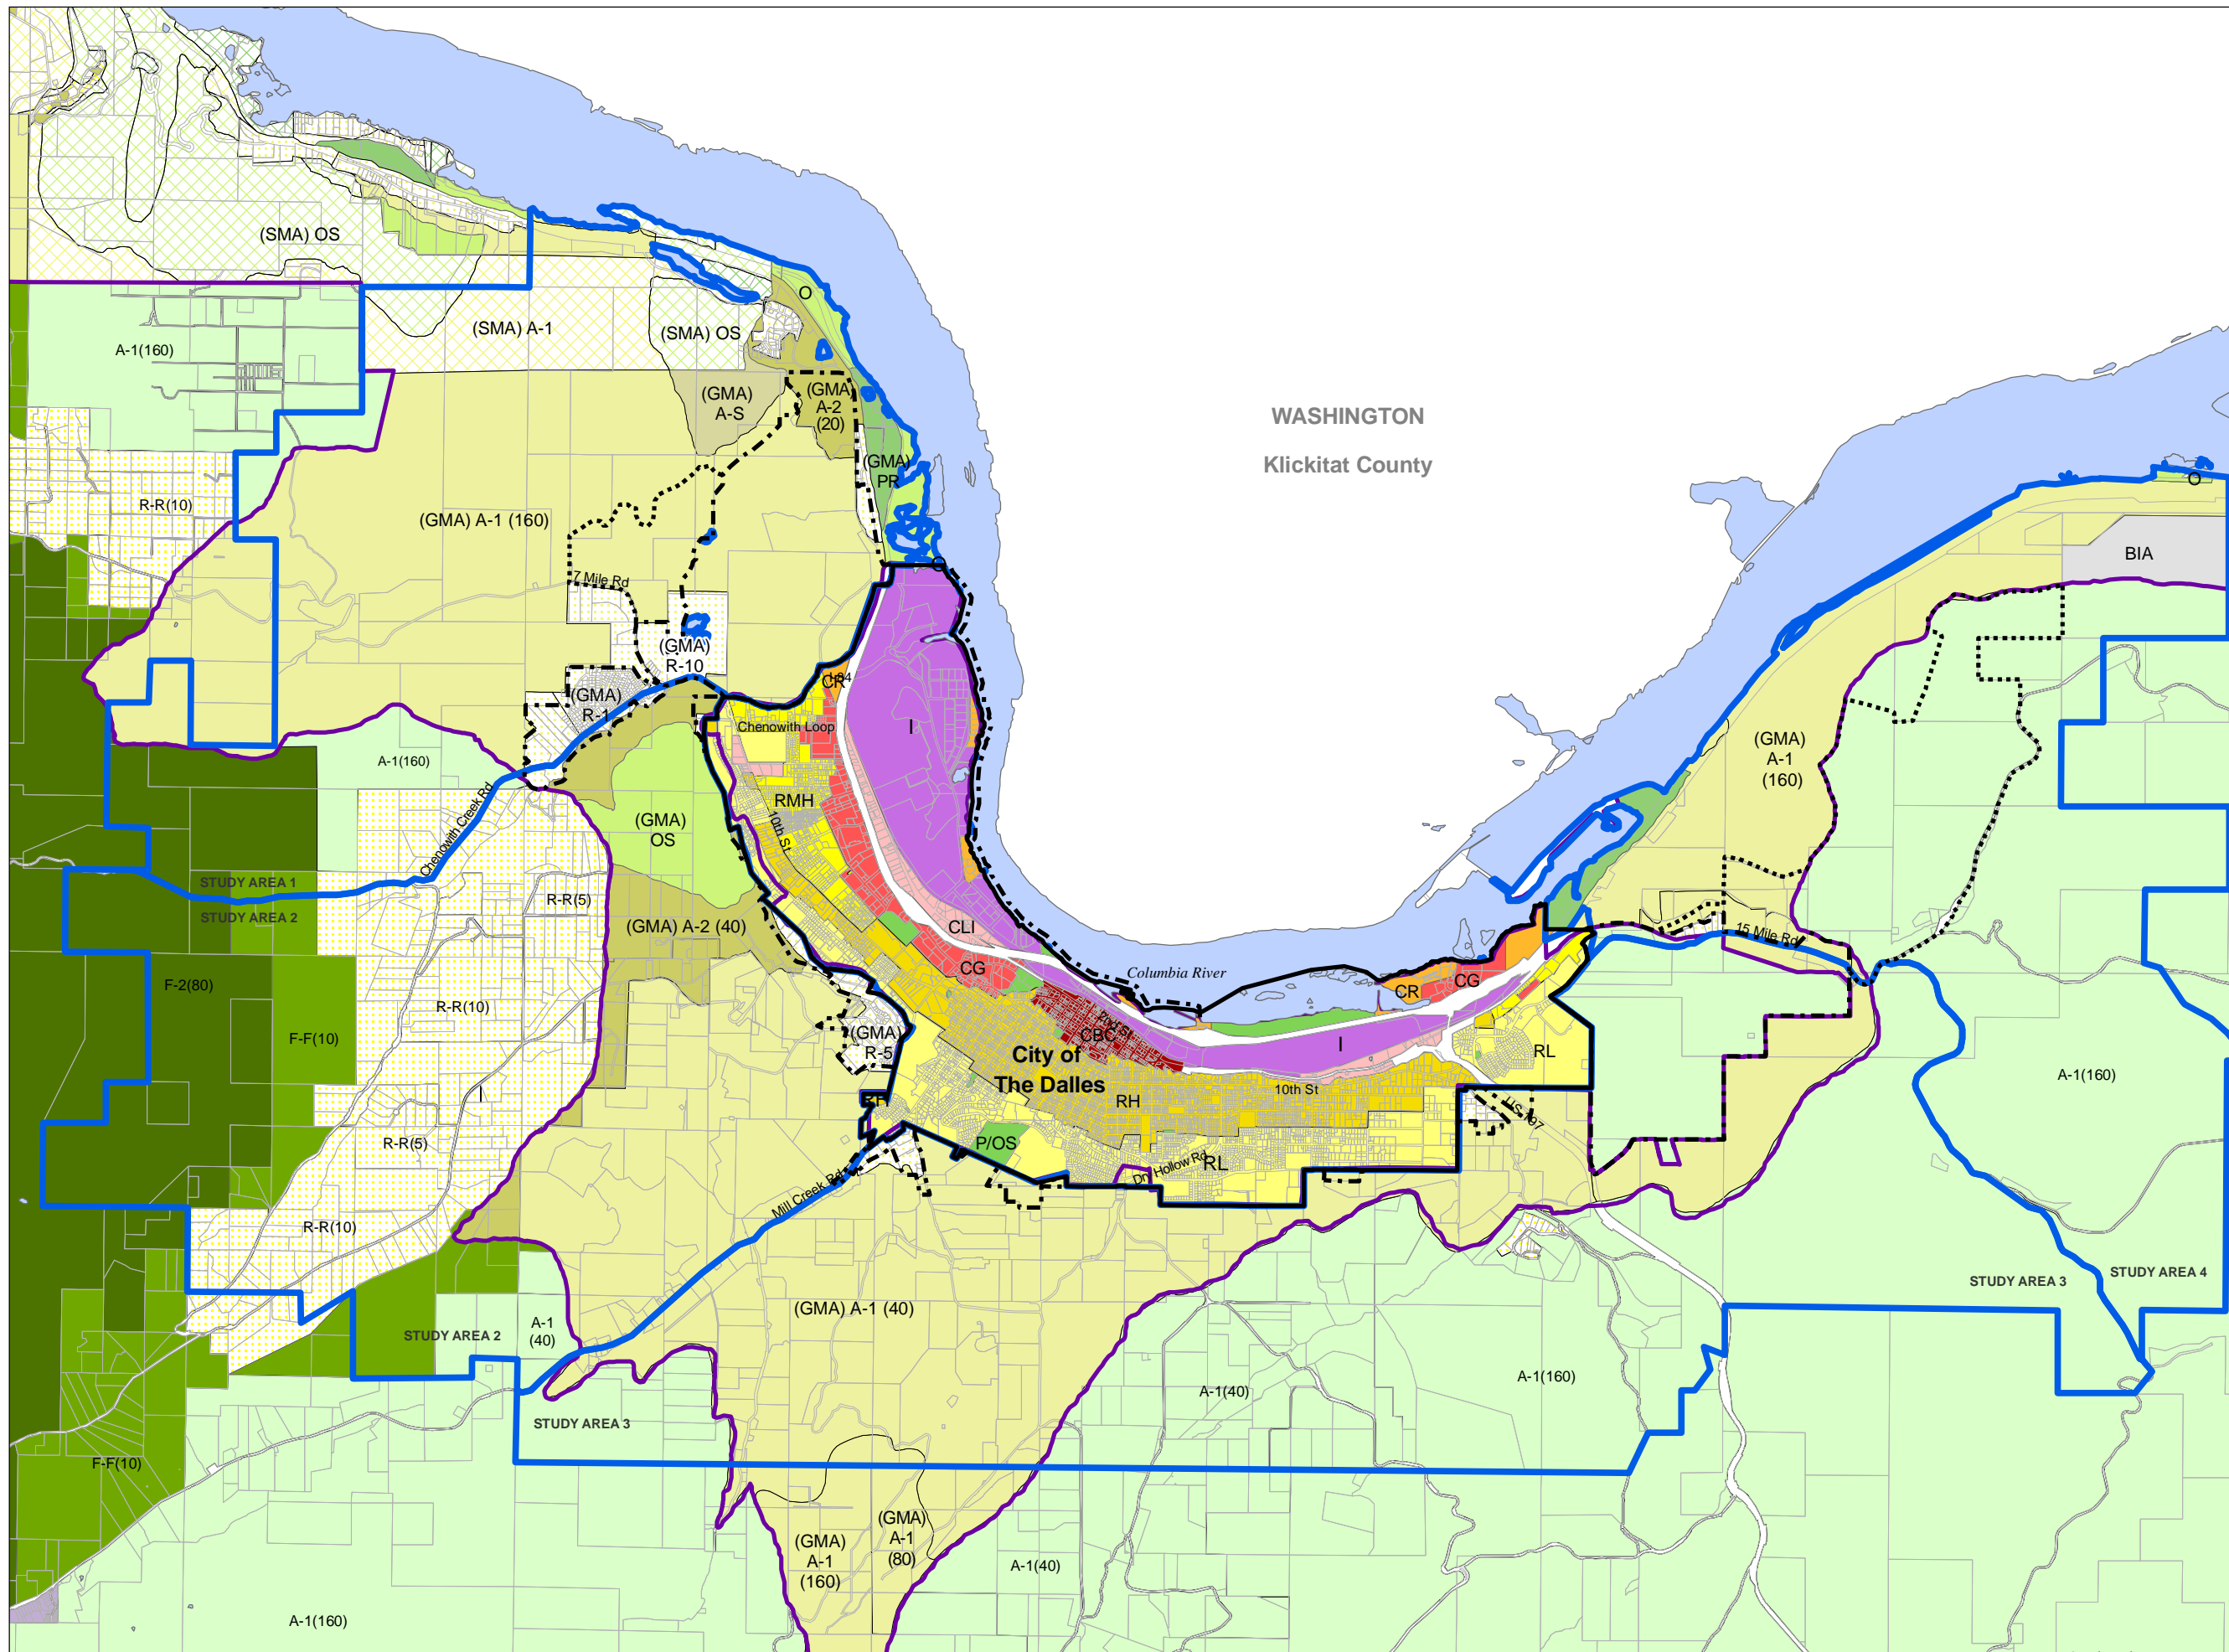 (SMA) OS
O
(SMA) A-1
(SMA) OS
A-1(160)
(GMA)
A-S
(GMA)
A-2
(20)
WASHINGTON
Klickitat County
(GMA)
PR
O
R-R(10)
(GMA) A-1 (160)
BIA
O
7 Mile Rd
(GMA)
R-10
CR
(GMA)
R-1
Chenowith Loop
I
(GMA)
A-1
(160)
A-1(160)
RMH
10th St
(GMA)
OS
Chenowith Creek Rd
STUDY AREA 1
STUDY AREA 2
R-R(5)
(GMA) A-2 (40)
CLI
15 Mile Rd
CG
Columbia River
CG
CR
F-2(80)
R-R(10)
2nd St
CBC
(GMA)
R-5
F-F(10)
City of
The Dalles
I
RL
A-1(160)
10th St
RH
RH
US 197
I
R-R(5)
P/OS
RL
Dry Hollow Rd
Mill Creek Rd
R-R(10)
STUDY AREA 4
STUDY AREA 3
(GMA) A-1 (40)
A-1
(40)
STUDY AREA 2
A-1(160)
A-1(40)
STUDY AREA 3
F-F(10)
(GMA)
A-1
(80)
(GMA)
A-1
(160)
A-1(40)
A-1(160)